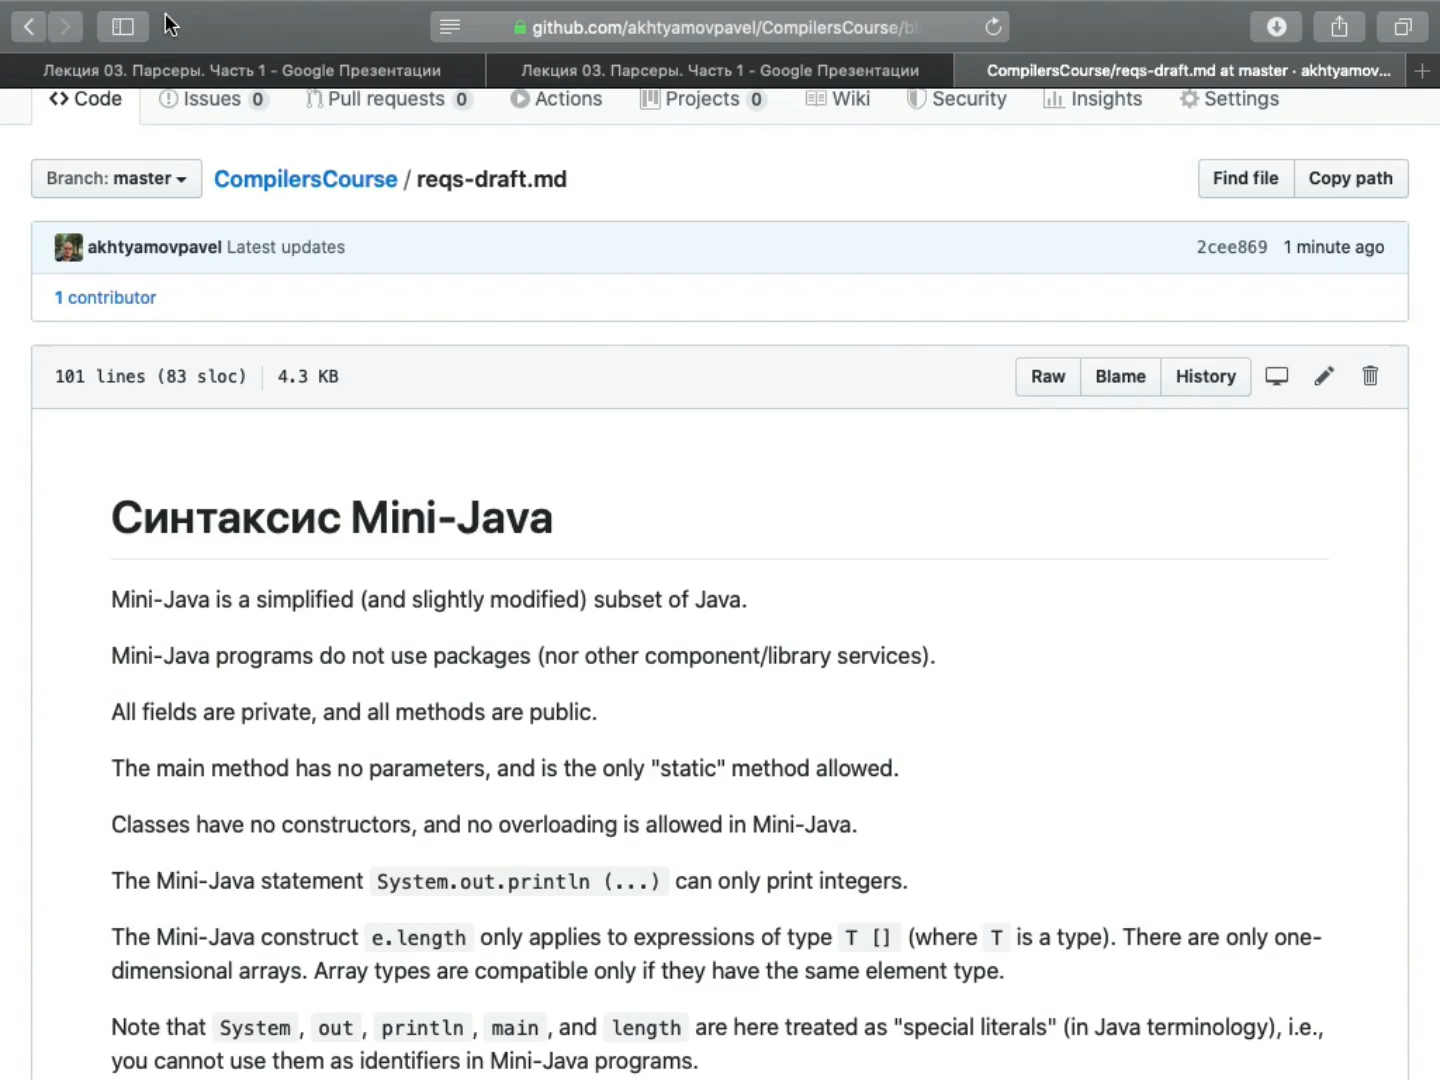 github.com/akhtyamovpavel/CompilersCourse/bl
Лекция 03. Парсеры. Часть 1 - Google Презентации
Лекция 03. Парсеры. Часть 1 - Google Презентации
CompilersCourse/reqs-draft.md at master · akhtyamov...
Code Issues 0 Pull requests 0 Actions Projects 0 Wiki Security Insights Settings
Branch: master CompilersCourse / reqs-draft.md Find file Copy path
akhtyamovpavel Latest updates 2cee869 1 minute ago
1 contributor
101 lines (83 sloc) 4.3 KB Raw Blame History
Синтаксис Mini-Java
Mini-Java is a simplified (and slightly modified) subset of Java.
Mini-Java programs do not use packages (nor other component/library services).
All fields are private, and all methods are public.
The main method has no parameters, and is the only "static" method allowed.
Classes have no constructors, and no overloading is allowed in Mini-Java.
The Mini-Java statement System.out.println (...) can only print integers.
The Mini-Java construct e.length only applies to expressions of type T [] (where T is a type). There are only one-
dimensional arrays. Array types are compatible only if they have the same element type.
Note that System, out, println, main, and length are here treated as "special literals" (in Java terminology), i.e.,
you cannot use them as identifiers in Mini-Java programs.